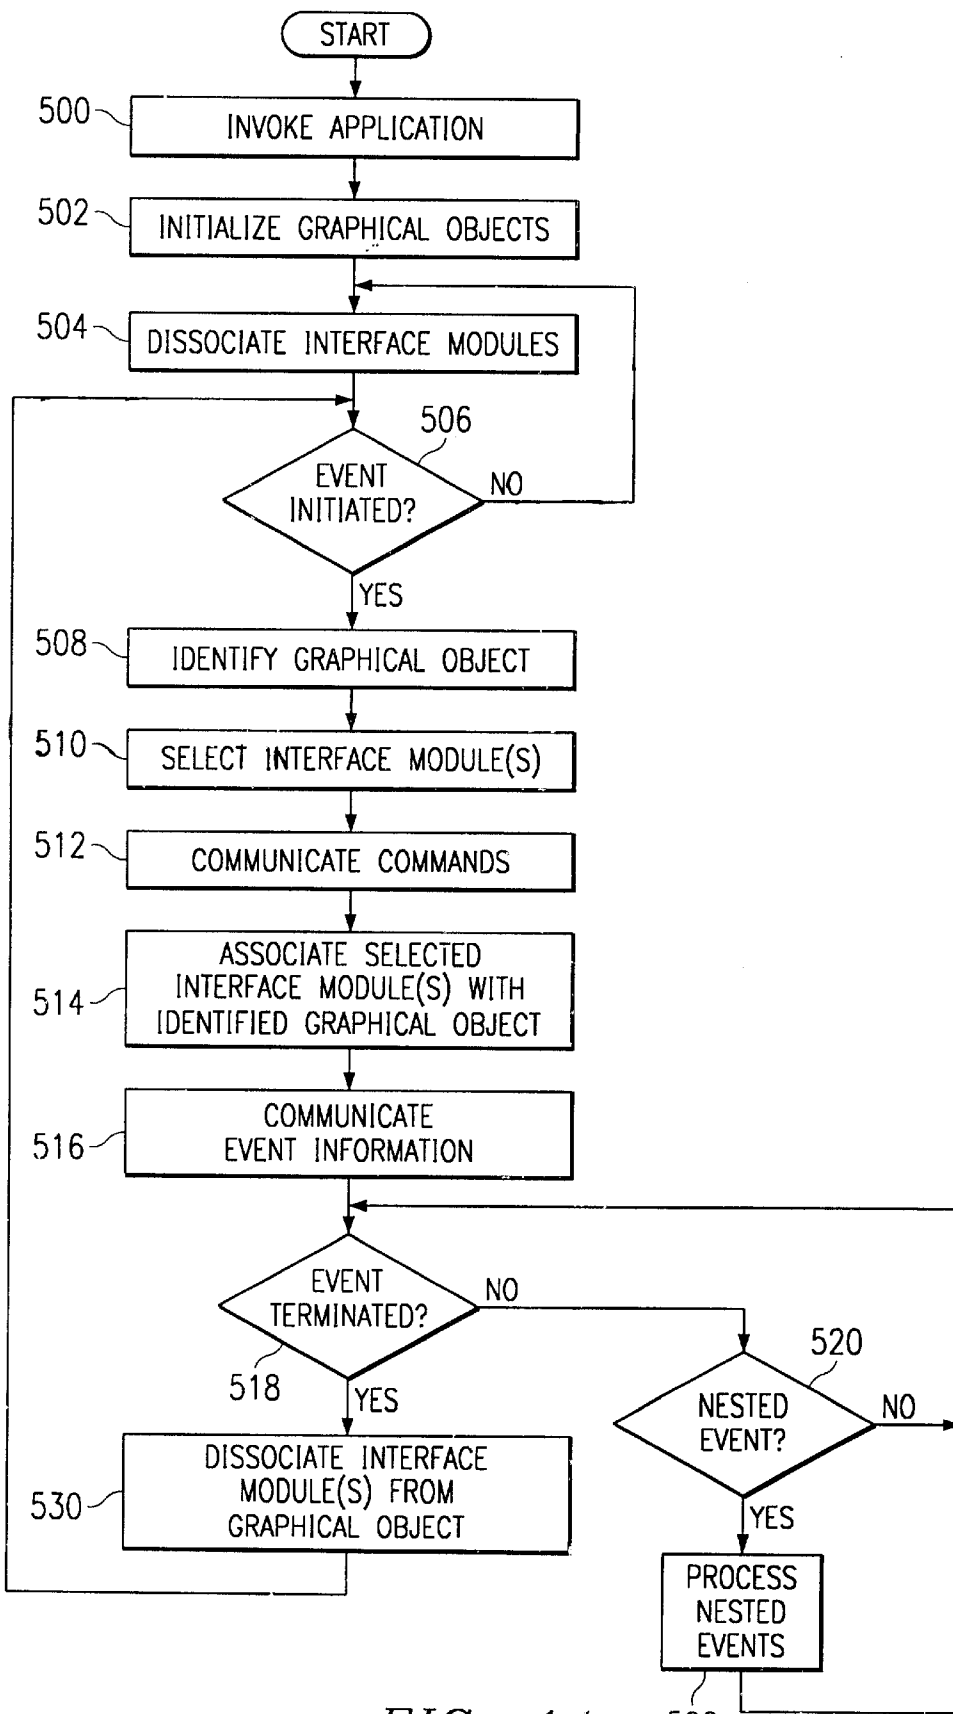 START
500
INVOKE APPLICATION
502
INITIALIZE GRAPHICAL OBJECTS
504
DISSOCIATE INTERFACE MODULES
506
EVENT
INITIATED?
NO
YES
508
IDENTIFY GRAPHICAL OBJECT
510
SELECT INTERFACE MODULE(S)
512
COMMUNICATE COMMANDS
514
ASSOCIATE SELECTED
INTERFACE MODULE(S) WITH
IDENTIFIED GRAPHICAL OBJECT
516
COMMUNICATE
EVENT INFORMATION
EVENT
TERMINATED?
NO
518
YES
520
NESTED
EVENT?
NO
YES
530
DISSOCIATE INTERFACE
MODULE(S) FROM
GRAPHICAL OBJECT
PROCESS
NESTED
EVENTS
FIG.